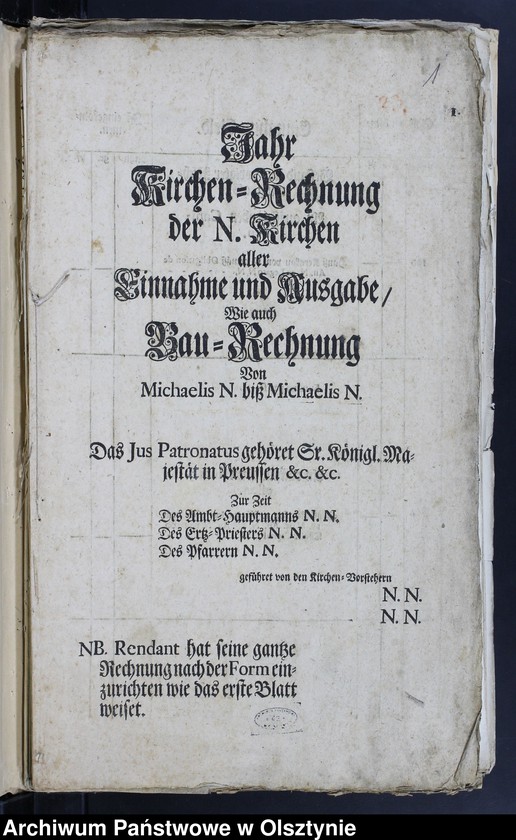 1
1.
Jahr
Kirchen-Rechnung
der N. Kirchen
aller
Einnahme und Ausgabe/
Wie auch
Bau-Rechnung
Von
Michaelis N. biß Michaelis N.
Das Jus Patronatus gehöret Sr. Königl. Ma-
jestät in Preussen &c. &c.
Zur Zeit
Des Ambt-Hauptmanns N. N.
Des Ertz-Priesters N. N.
Des Pfarrern N. N.
geführet von den Kirchen-Vorstehern
N. N.
N. N.
NB. Rendant hat seine gantze
Rechnung nach der Form ein-
zurichten wie das erste Blatt
weiset.
Archiwum Państwowe w Olsztynie